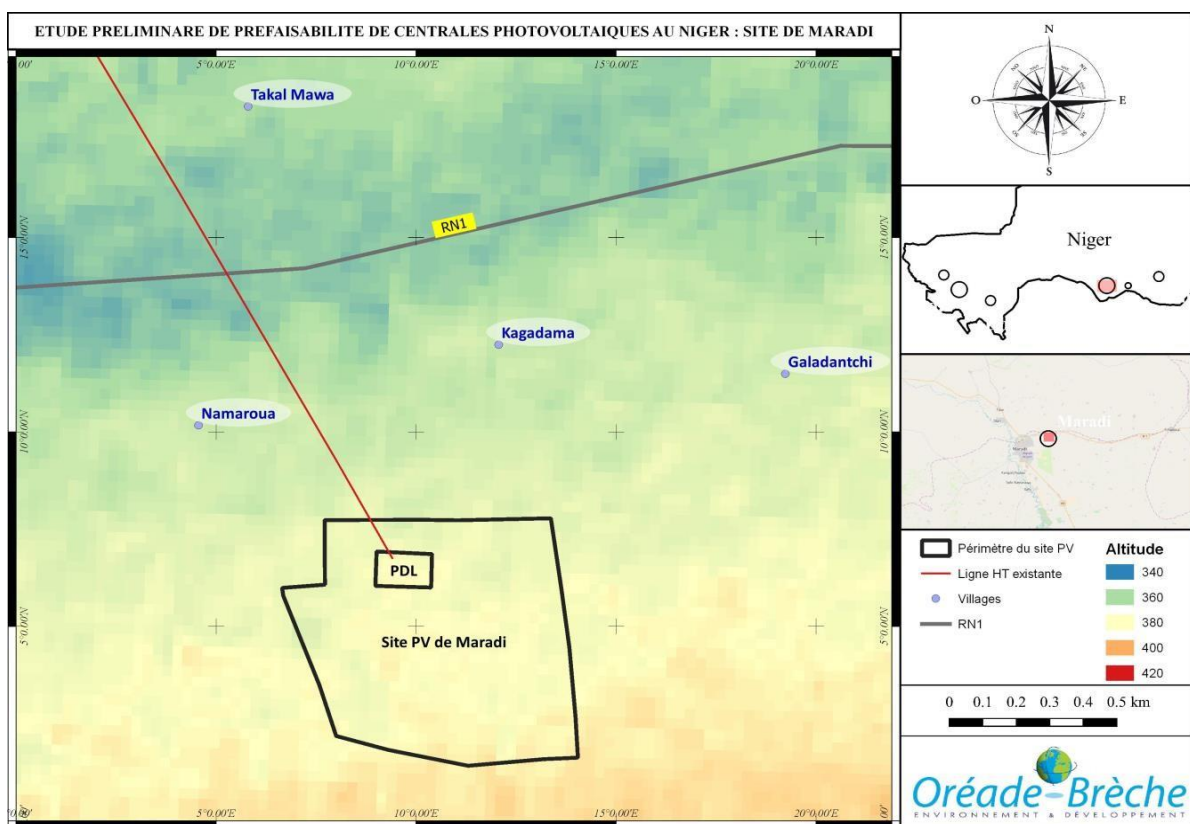 ETUDE PRELIMINARE DE PREFAISABILITE DE CENTRALES PHOTOVOLTAIQUES AU NIGER : SITE DE MARADI
5°0.00'E
10°0.00'E
15°0.00'E
20°0.00'E
Takal Mawa
RN1
15°0.00'N
15°0.00'N
Kagadama
Galadantchi
Namaroua
10°0.00'N
10°0.00'N
PDL
Site PV de Maradi
5°0.00'N
5°0.00'N
5°0.00'E
10°0.00'E
15°0.00'E
20°0.00'E
N
NO
NE
O
E
SO
SE
S
Niger
Maradi
Maradi
Périmètre du site PV
Ligne HT existante
Villages
RN1
Altitude
340
360
380
400
420
0 0.1 0.2 0.3 0.4 0.5 km
Oréade-Brèche
ENVIRONNEMENT & DÉVELOPPEMENT